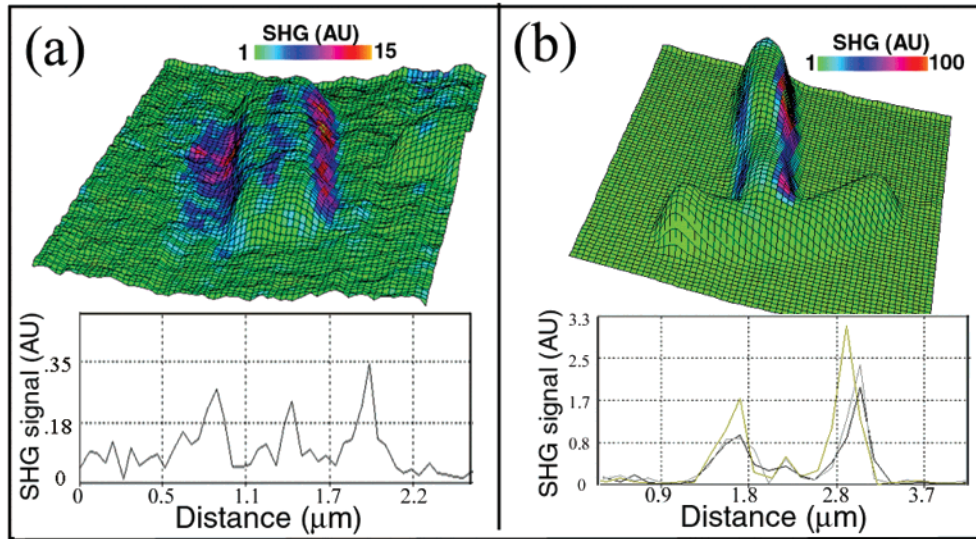 (a)
SHG (AU)
1 15
SHG signal (AU)
.35
.18
0
0 0.5 1.1 1.7 2.2
Distance (μm)
(b)
SHG (AU)
1 100
SHG signal (AU)
3.3
2.5
1.7
0.8
0.0
0.9 1.8 2.8 3.7
Distance (μm)